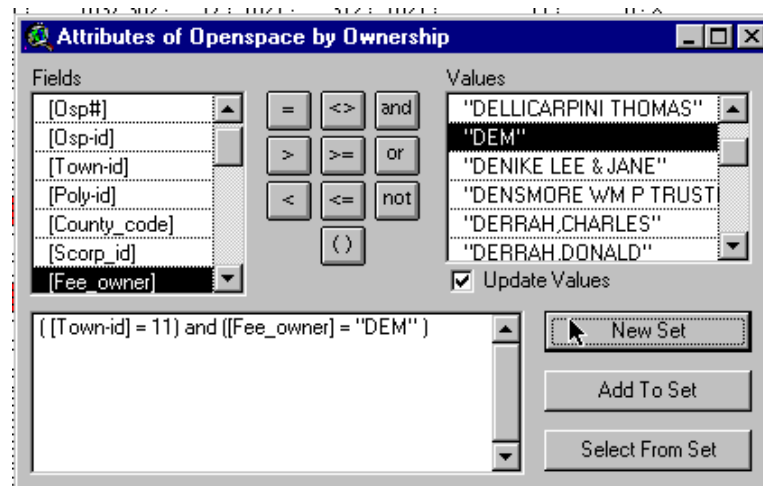 Attributes of Openspace by Ownership
Fields
[Osp#]
[Osp-id]
[Town-id]
[Poly-id]
[County_code]
[Scorp_id]
[Fee_owner]
= <> and
> >= or
< <= not
()
Values
"DELLICARPINI THOMAS"
"DEM"
"DENIKE LEE & JANE"
"DENSMORE WM P TRUSTI
"DERRAH,CHARLES"
"DERRAH,DONALD"
Update Values
( [Town-id] = 11) and ([Fee_owner] = "DEM" )
New Set
Add To Set
Select From Set